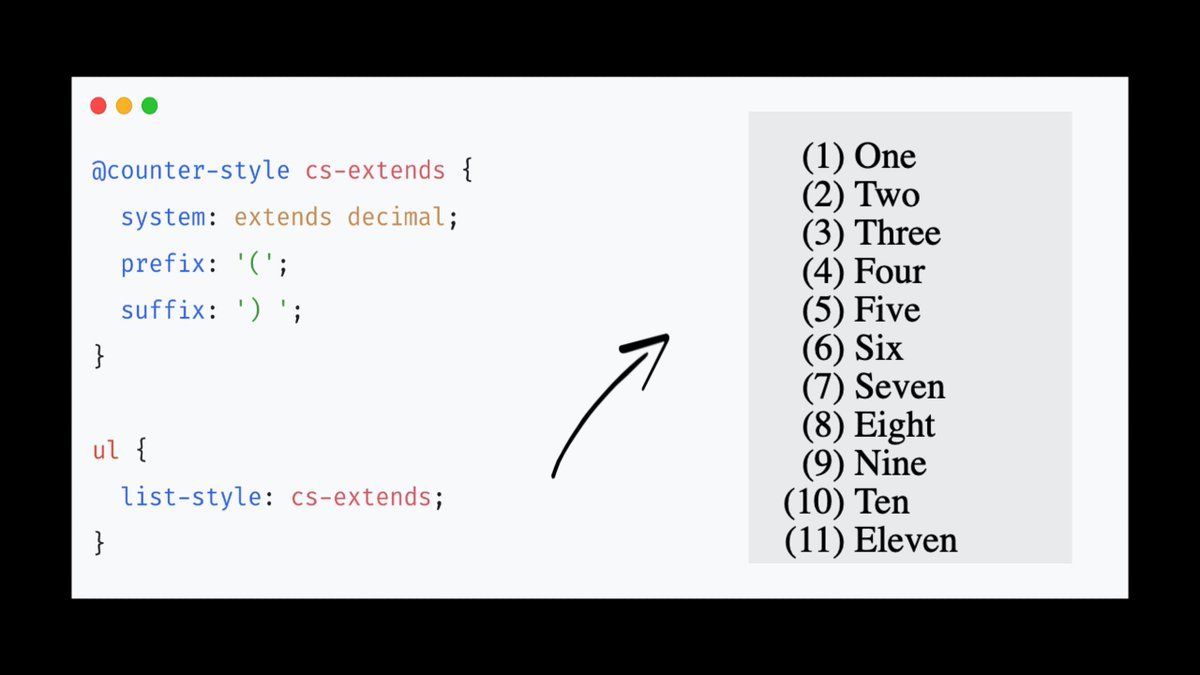 @counter-style cs-extends {
  system: extends decimal;
  prefix: '(';
  suffix: ') ';
}
ul {
  list-style: cs-extends;
}
(1) One
(2) Two
(3) Three
(4) Four
(5) Five
(6) Six
(7) Seven
(8) Eight
(9) Nine
(10) Ten
(11) Eleven